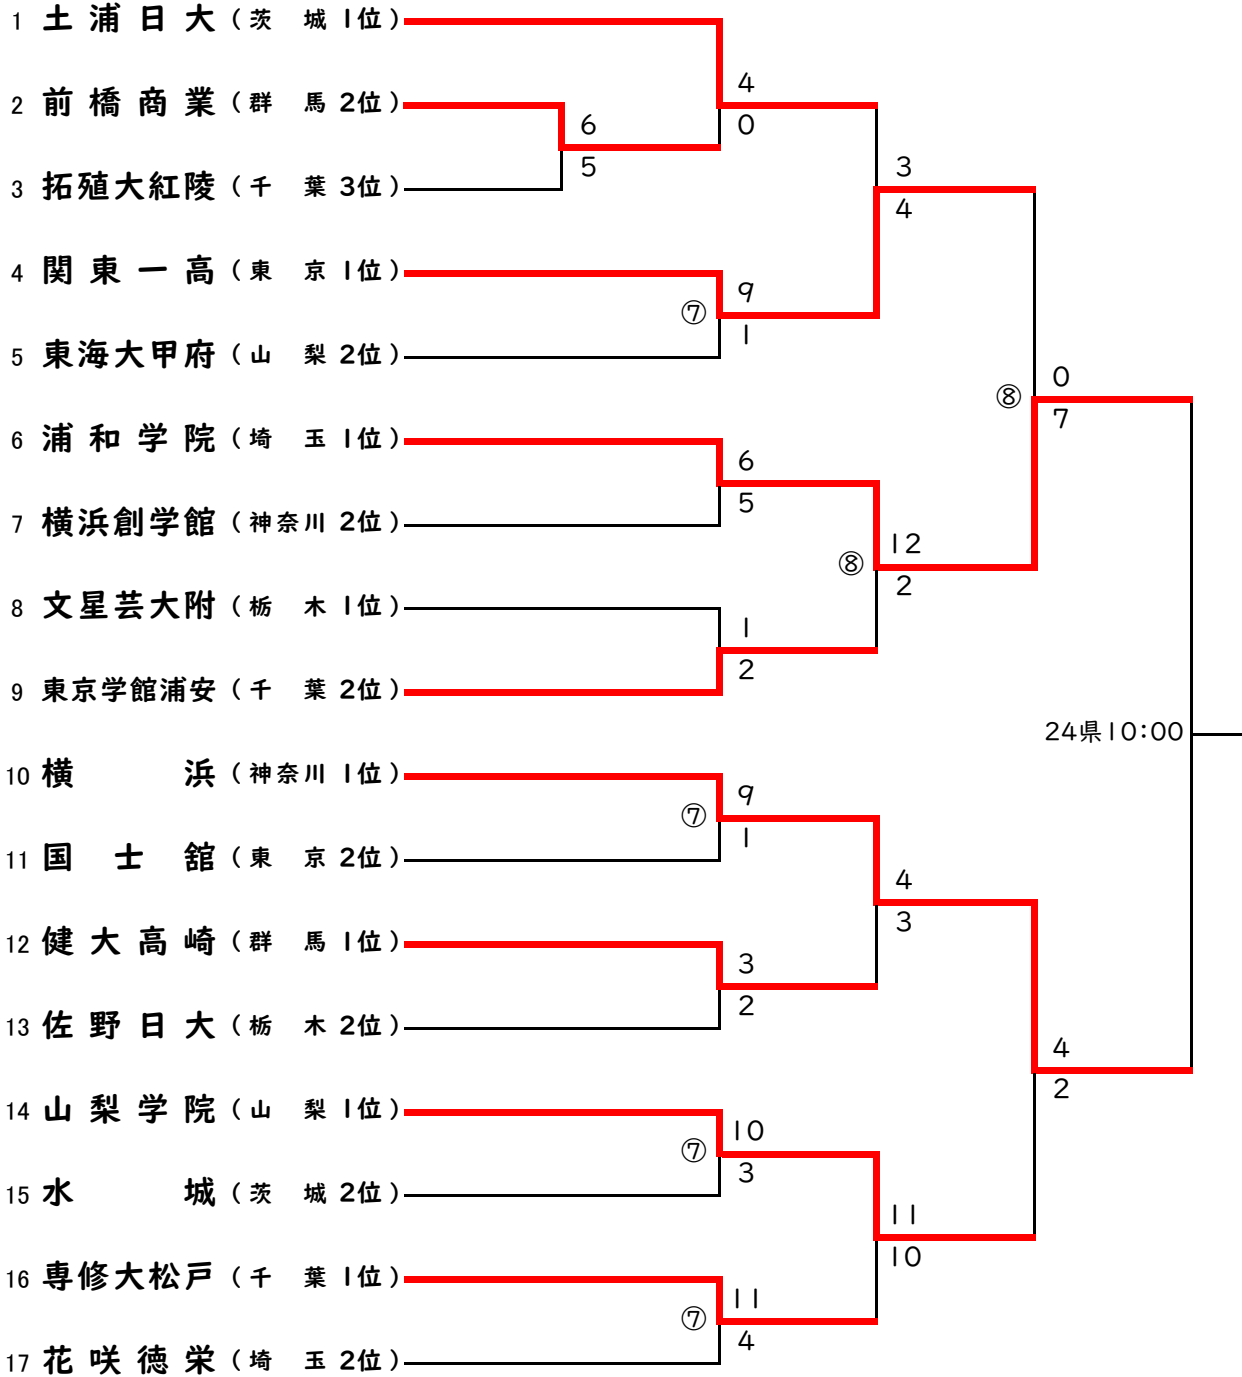 1 土浦日大 (茨 城 1位)
4
2 前橋商業 (群 馬 2位)
6
0
5
3
3 拓殖大紅陵 (千 葉 3位)
4
4 関東一高 (東 京 1位)
9
⑦
1
5 東海大甲府 (山 梨 2位)
0
⑧
7
6 浦和学院 (埼 玉 1位)
6
5
7 横浜創学館 (神奈川 2位)
12
⑧
2
8 文星芸大附 (栃 木 1位)
1
2
9 東京学館浦安 (千 葉 2位)
24県10:00
10 横 浜 (神奈川 1位)
9
⑦
1
11 国士舘 (東 京 2位)
4
3
12 健大高崎 (群 馬 1位)
3
2
13 佐野日大 (栃 木 2位)
4
2
14 山梨学院 (山 梨 1位)
10
⑦
3
15 水 城 (茨 城 2位)
11
10
16 専修大松戸 (千 葉 1位)
11
⑦
4
17 花咲徳栄 (埼 玉 2位)